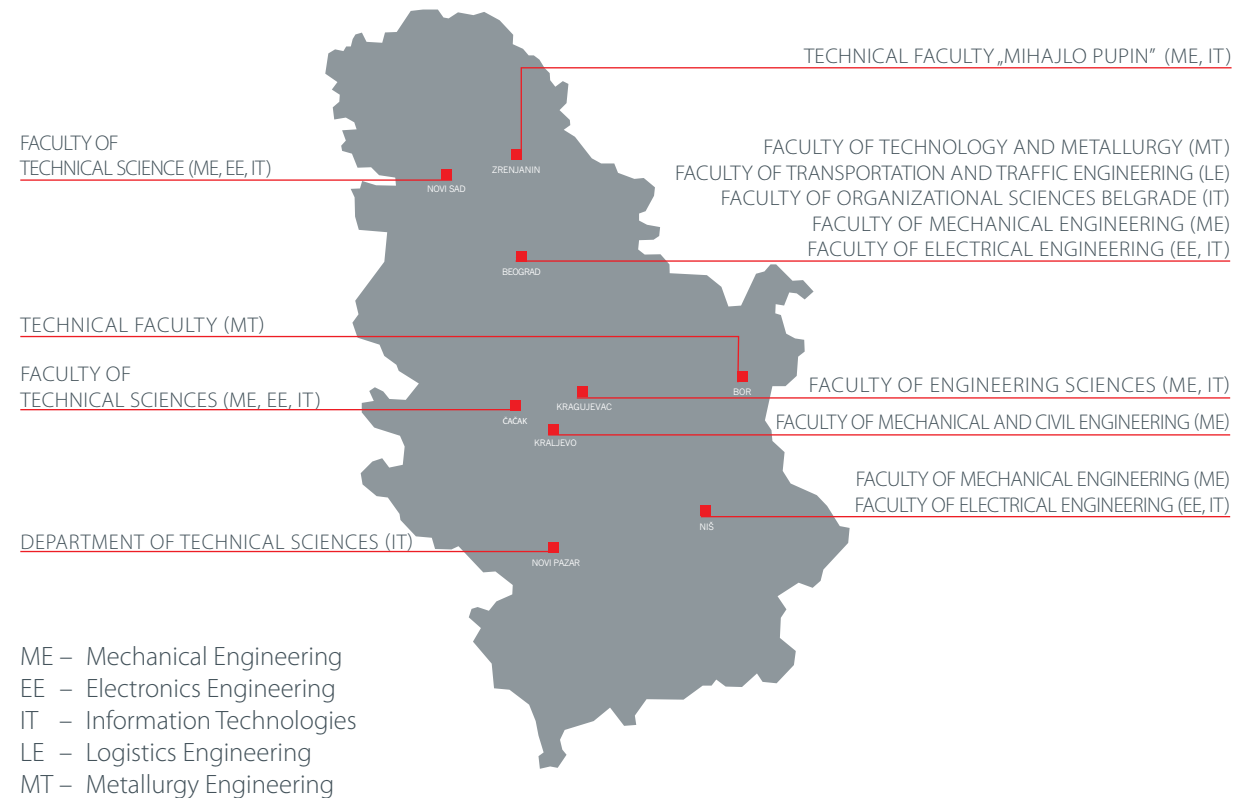 TECHNICAL FACULTY „MIHAJLO PUPIN” (ME, IT)
FACULTY OF
TECHNICAL SCIENCE (ME, EE, IT)
ZRENJANIN
NOVI SAD
FACULTY OF TECHNOLOGY AND METALLURGY (MT)
FACULTY OF TRANSPORTATION AND TRAFFIC ENGINEERING (LE)
FACULTY OF ORGANIZATIONAL SCIENCES BELGRADE (IT)
FACULTY OF MECHANICAL ENGINEERING (ME)
FACULTY OF ELECTRICAL ENGINEERING (EE, IT)
BEOGRAD
TECHNICAL FACULTY (MT)
BOR
FACULTY OF
TECHNICAL SCIENCES (ME, EE, IT)
ČAČAK
KRAGUJEVAC
FACULTY OF ENGINEERING SCIENCES (ME, IT)
KRALJEVO
FACULTY OF MECHANICAL AND CIVIL ENGINEERING (ME)
FACULTY OF MECHANICAL ENGINEERING (ME)
FACULTY OF ELECTRICAL ENGINEERING (EE, IT)
NIŠ
DEPARTMENT OF TECHNICAL SCIENCES (IT)
NOVI PAZAR
ME – Mechanical Engineering
EE – Electronics Engineering
IT – Information Technologies
LE – Logistics Engineering
MT – Metallurgy Engineering